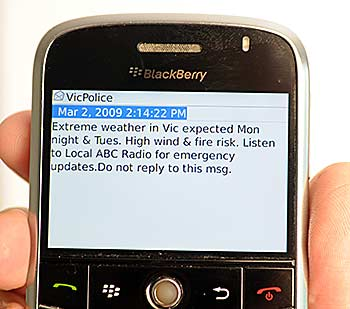 BlackBerry
VicPolice
Mar 2, 2009 2:14:22 PM
Extreme weather in Vic expected Mon
night & Tues. High wind & fire risk. Listen
to Local ABC Radio for emergency
updates.Do not reply to this msg.